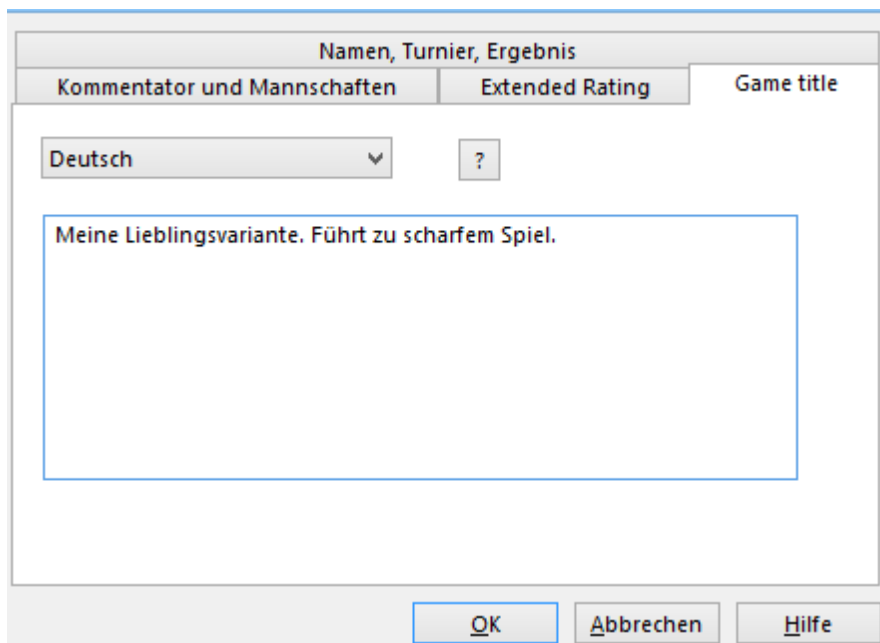 Namen, Turnier, Ergebnis
Kommentator und Mannschaften Extended Rating Game title
Deutsch ?
Meine Lieblingsvariante. Führt zu scharfem Spiel.
OK Abbrechen Hilfe